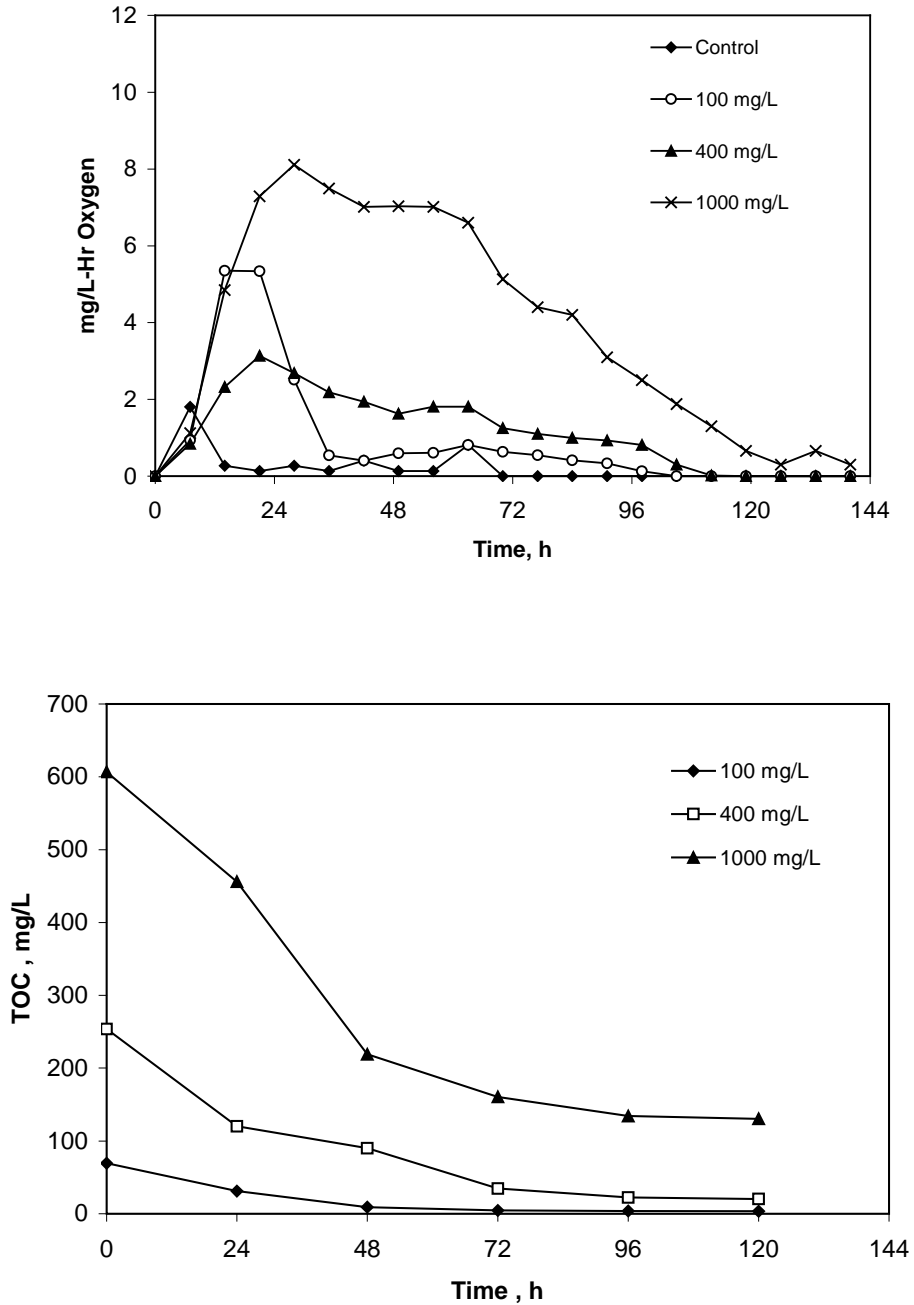 12
10
8
6
4
2
0
mg/L-Hr Oxygen
Control
100 mg/L
400 mg/L
1000 mg/L
0 24 48 72 96 120 144
Time, h
700
600
500
400
300
200
100
0
TOC , mg/L
100 mg/L
400 mg/L
1000 mg/L
0 24 48 72 96 120 144
Time , h